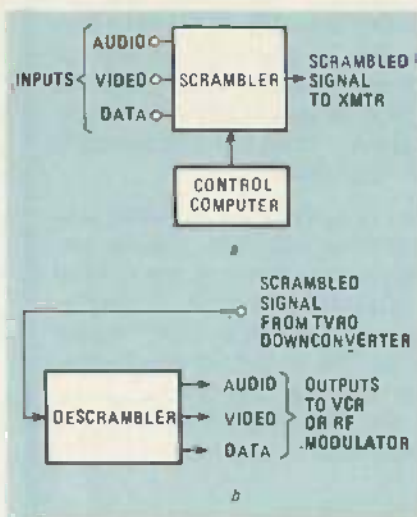 AUDIO
INPUTS
VIDEO
SCRAMBLER
SCRAMBLED
SIGNAL
TO XMTR
DATA
CONTROL
COMPUTER
a
SCRAMBLED
SIGNAL
FROM TVRO
DOWNCONVERTER
DESCRAMBLER
AUDIO
VIDEO
DATA
OUTPUTS
TO VCR
OR RF
MODULATOR
b